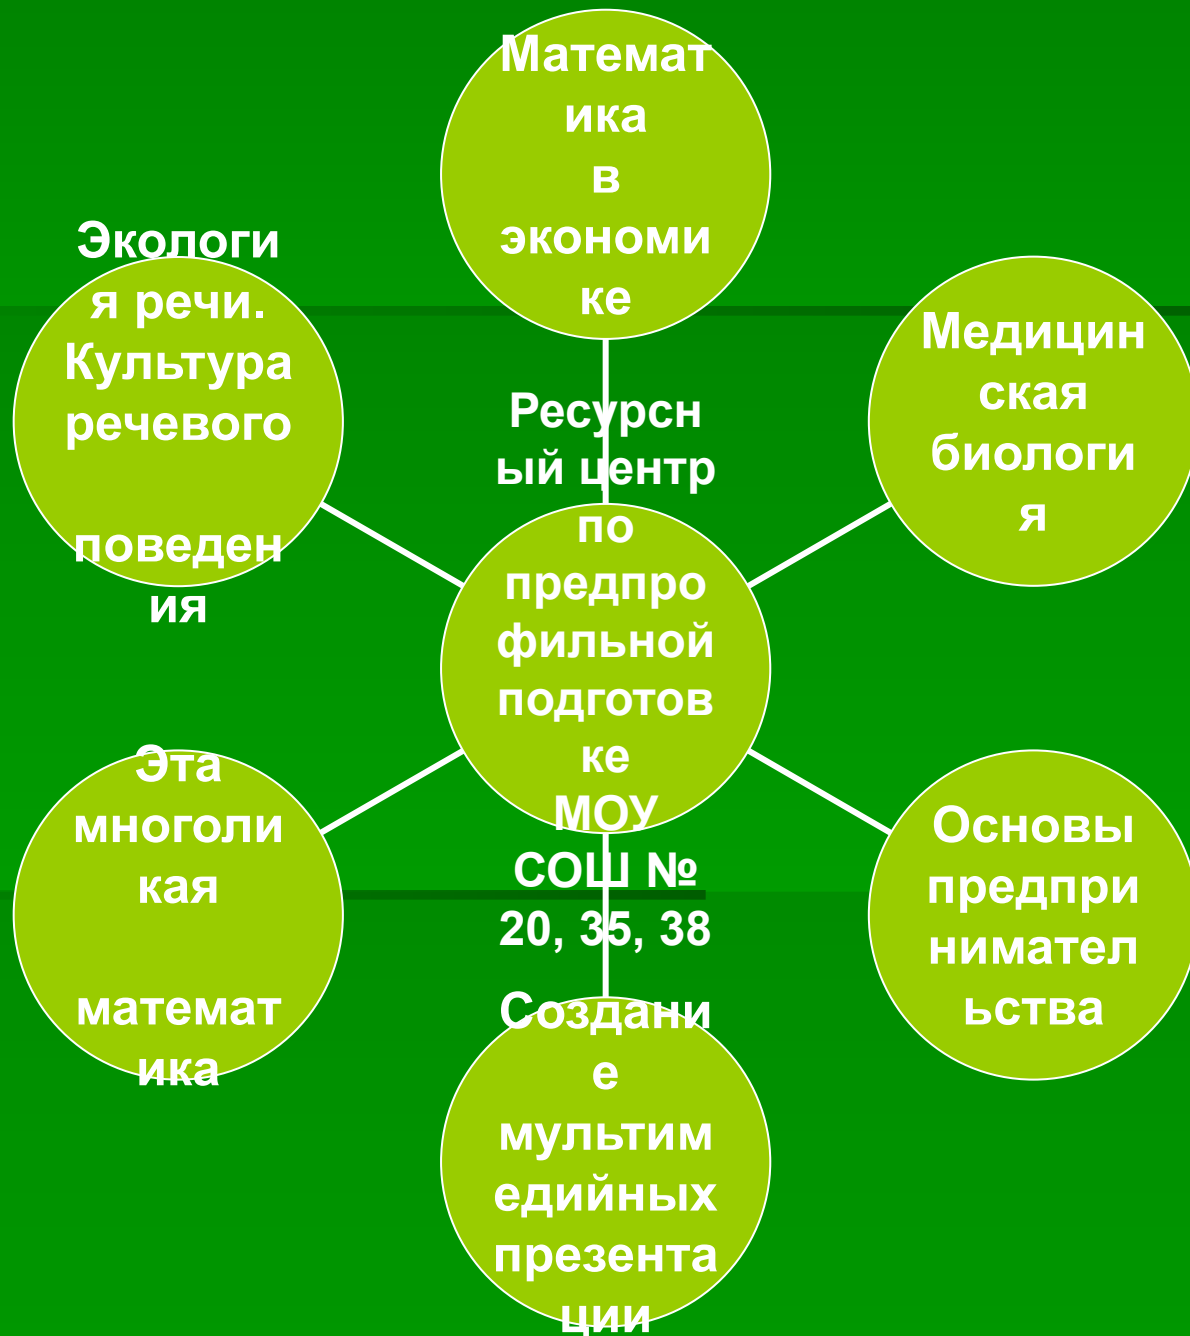 Математ
ика
в
экономи
ке
Экологи
я речи.
Культура
речевого
поведен
ия
Медицин
ская
биологи
я
Ресурсн
ый центр
по
предпро
фильной
подготов
ке
МОУ
СОШ №
20, 35, 38
Эта
многоли
кая
математ
ика
Основы
предпри
нимател
ьства
Создани
е
мультим
едийных
презента
ции